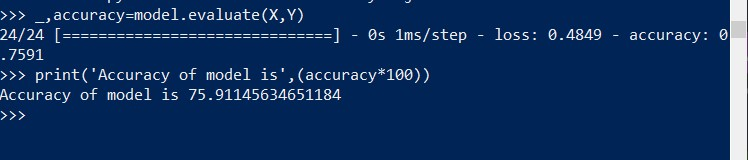 >>> _,accuracy=model.evaluate(X,Y)
24/24 [==============================] - 0s 1ms/step - loss: 0.4849 - accuracy: 0
.7591
>>> print('Accuracy of model is',(accuracy*100))
Accuracy of model is 75.91145634651184
>>>